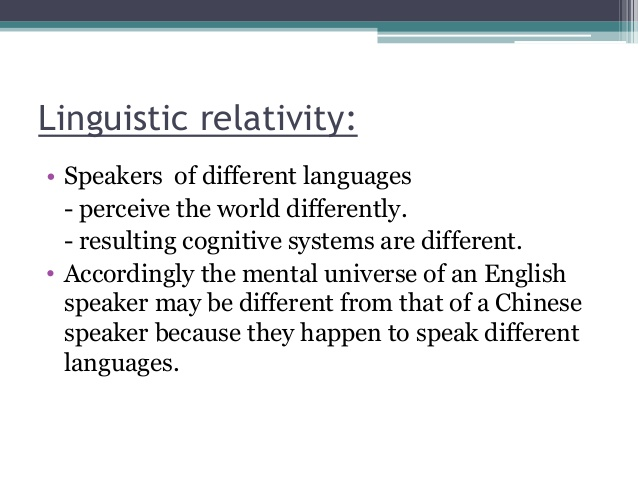 Linguistic relativity:
• Speakers  of different languages
- perceive the world differently.
- resulting cognitive systems are different.
• Accordingly the mental universe of an English
speaker may be different from that of a Chinese
speaker because they happen to speak different
languages.